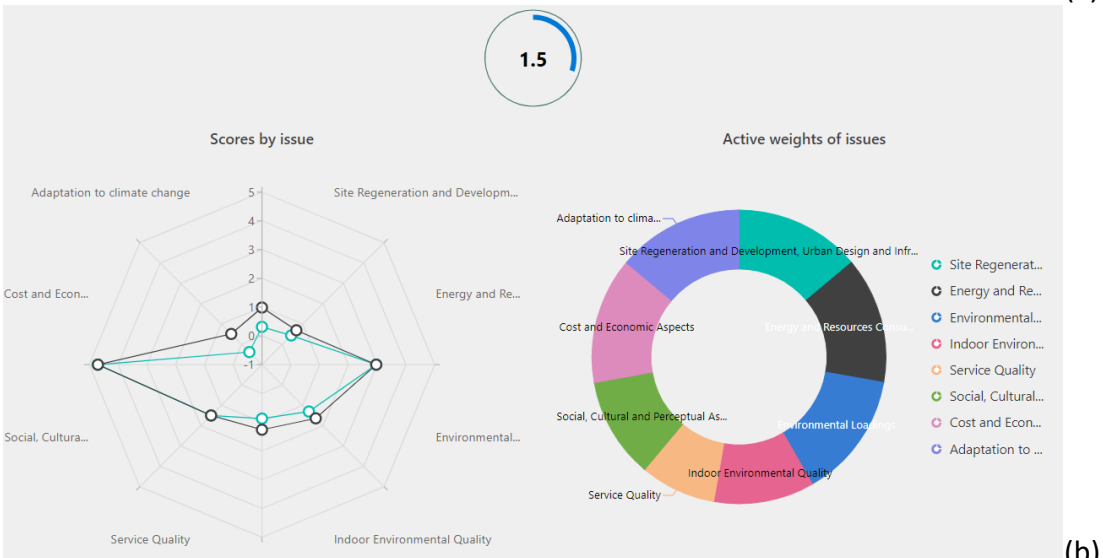 1.5
Scores by issue
Adaptation to climate change
Site Regeneration and Developm...
Energy and Re...
Environmental...
Indoor Environmental Quality
Service Quality
Social, Cultura...
Cost and Econ...
5
4
3
2
1
0
-1
Active weights of issues
Adaptation to clima...
Site Regeneration and Development, Urban Design and Infr...
Cost and Economic Aspects
Energy and Resources Consu...
Social, Cultural and Perceptual As...
Environmental Loadings
Indoor Environmental Quality
Service Quality
Site Regenerat...
Energy and Re...
Environmental...
Indoor Environ...
Service Quality
Social, Cultural...
Cost and Econ...
Adaptation to ...
(b)